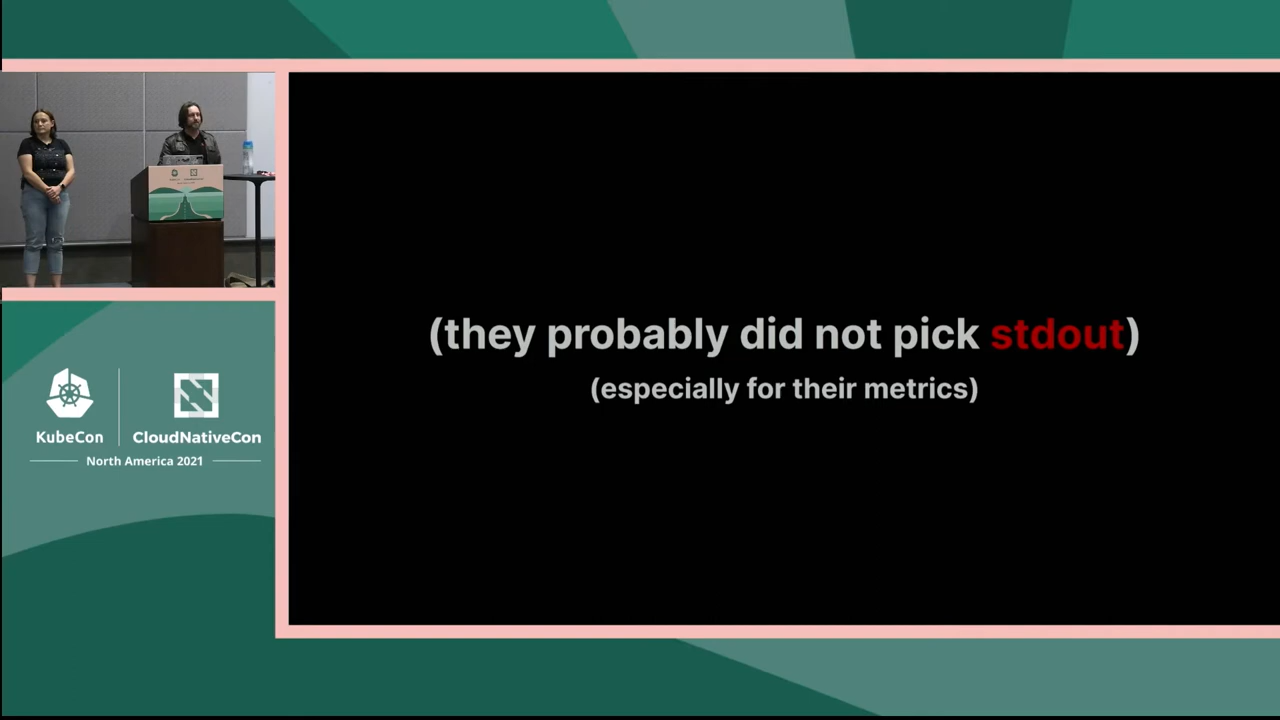 (they probably did not pick stdout)
(especially for their metrics)
KubeCon
CloudNativeCon
North America 2021